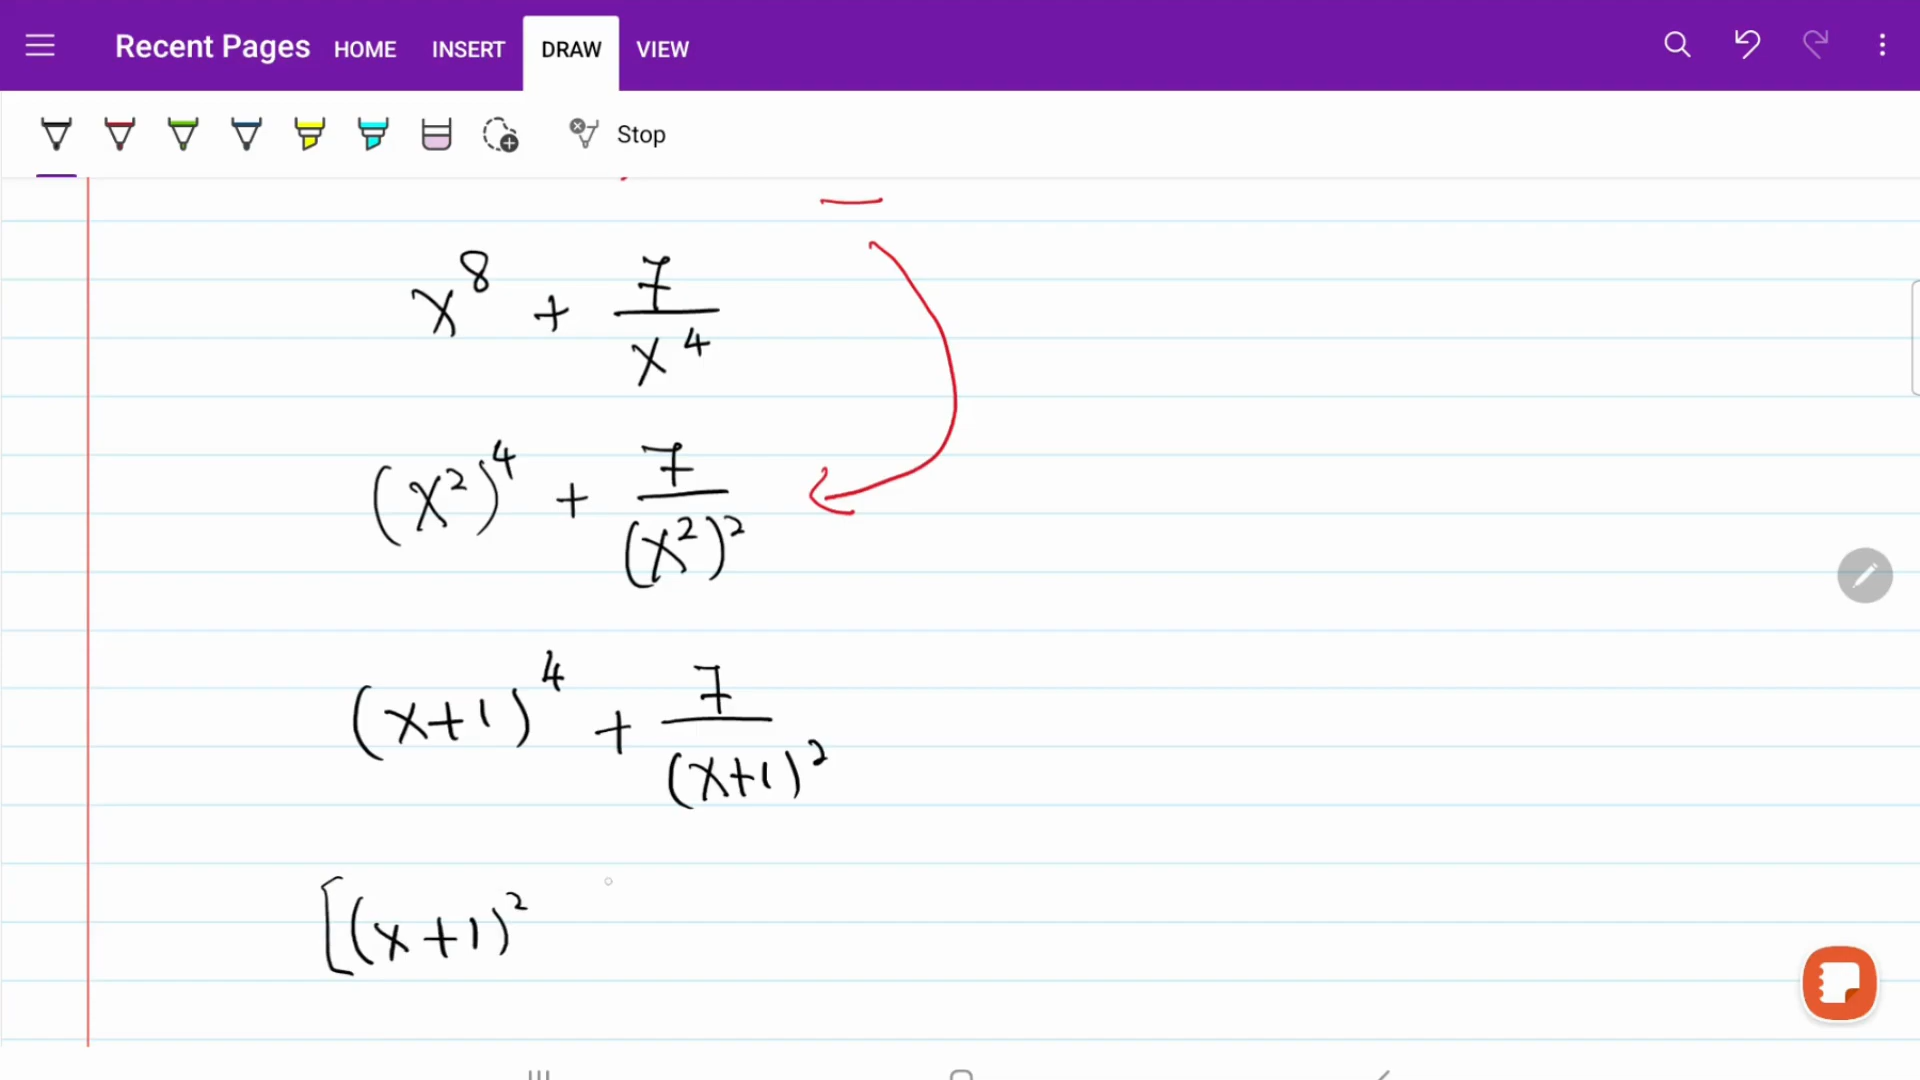 Recent Pages HOME INSERT DRAW VIEW
Stop
x^8 + 7/x^4
(x^2)^4 + 7/(x^2)^2
(x+1)^4 + 7/(x+1)^2
[(x+1)^2